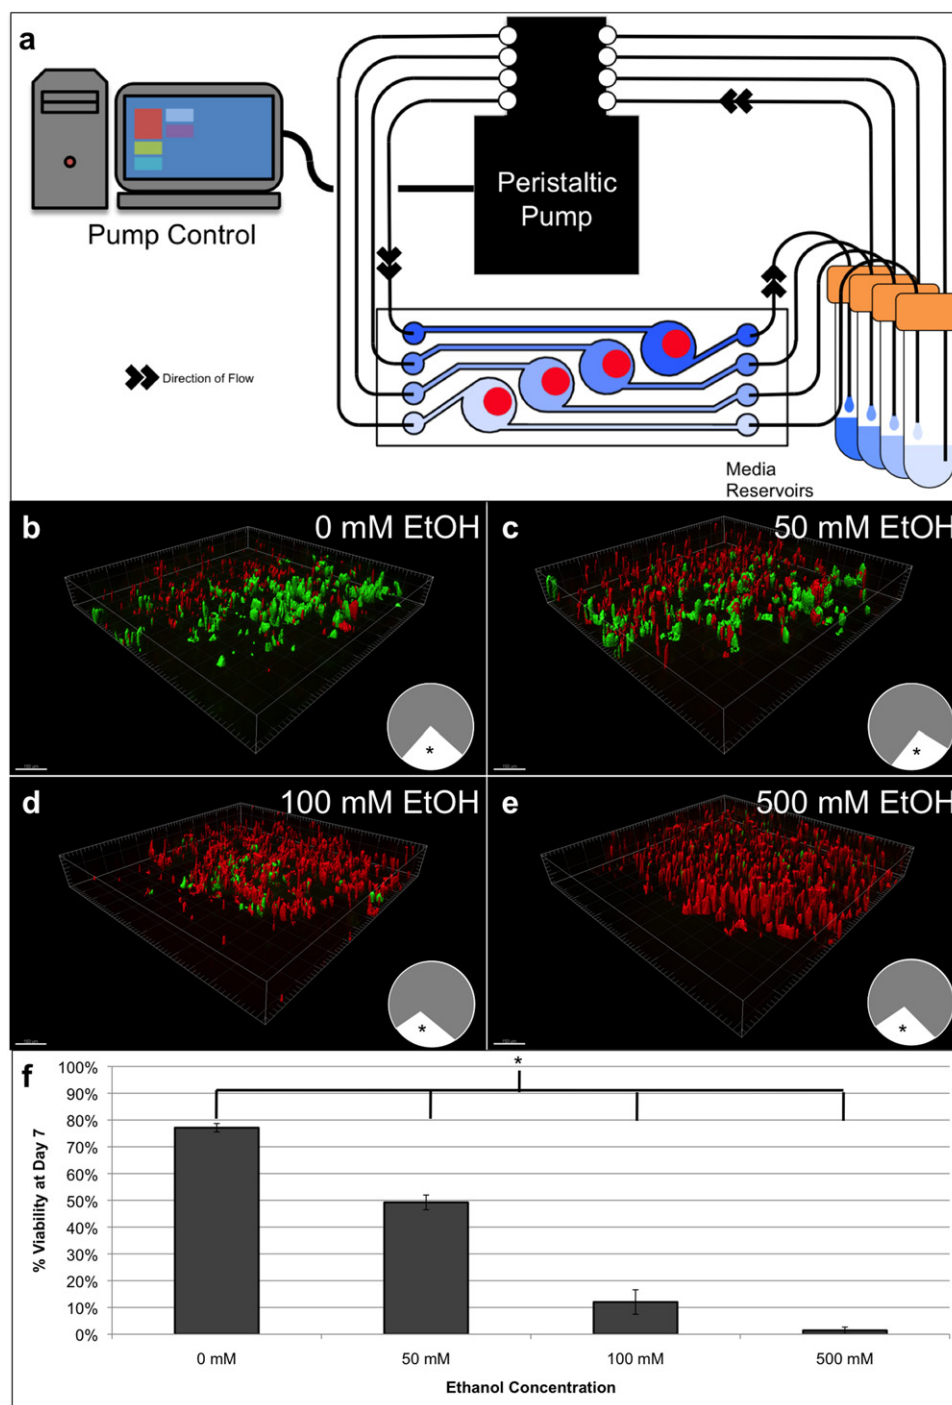 a
Peristaltic
Pump
Pump Control
Direction of Flow
Media
Reservoirs
b
0 mM EtOH
*
c
50 mM EtOH
*
d
100 mM EtOH
*
e
500 mM EtOH
*
f
*
100%
90%
80%
70%
60%
50%
40%
30%
20%
10%
0%
% Viability at Day 7
0 mM
50 mM
100 mM
500 mM
Ethanol Concentration